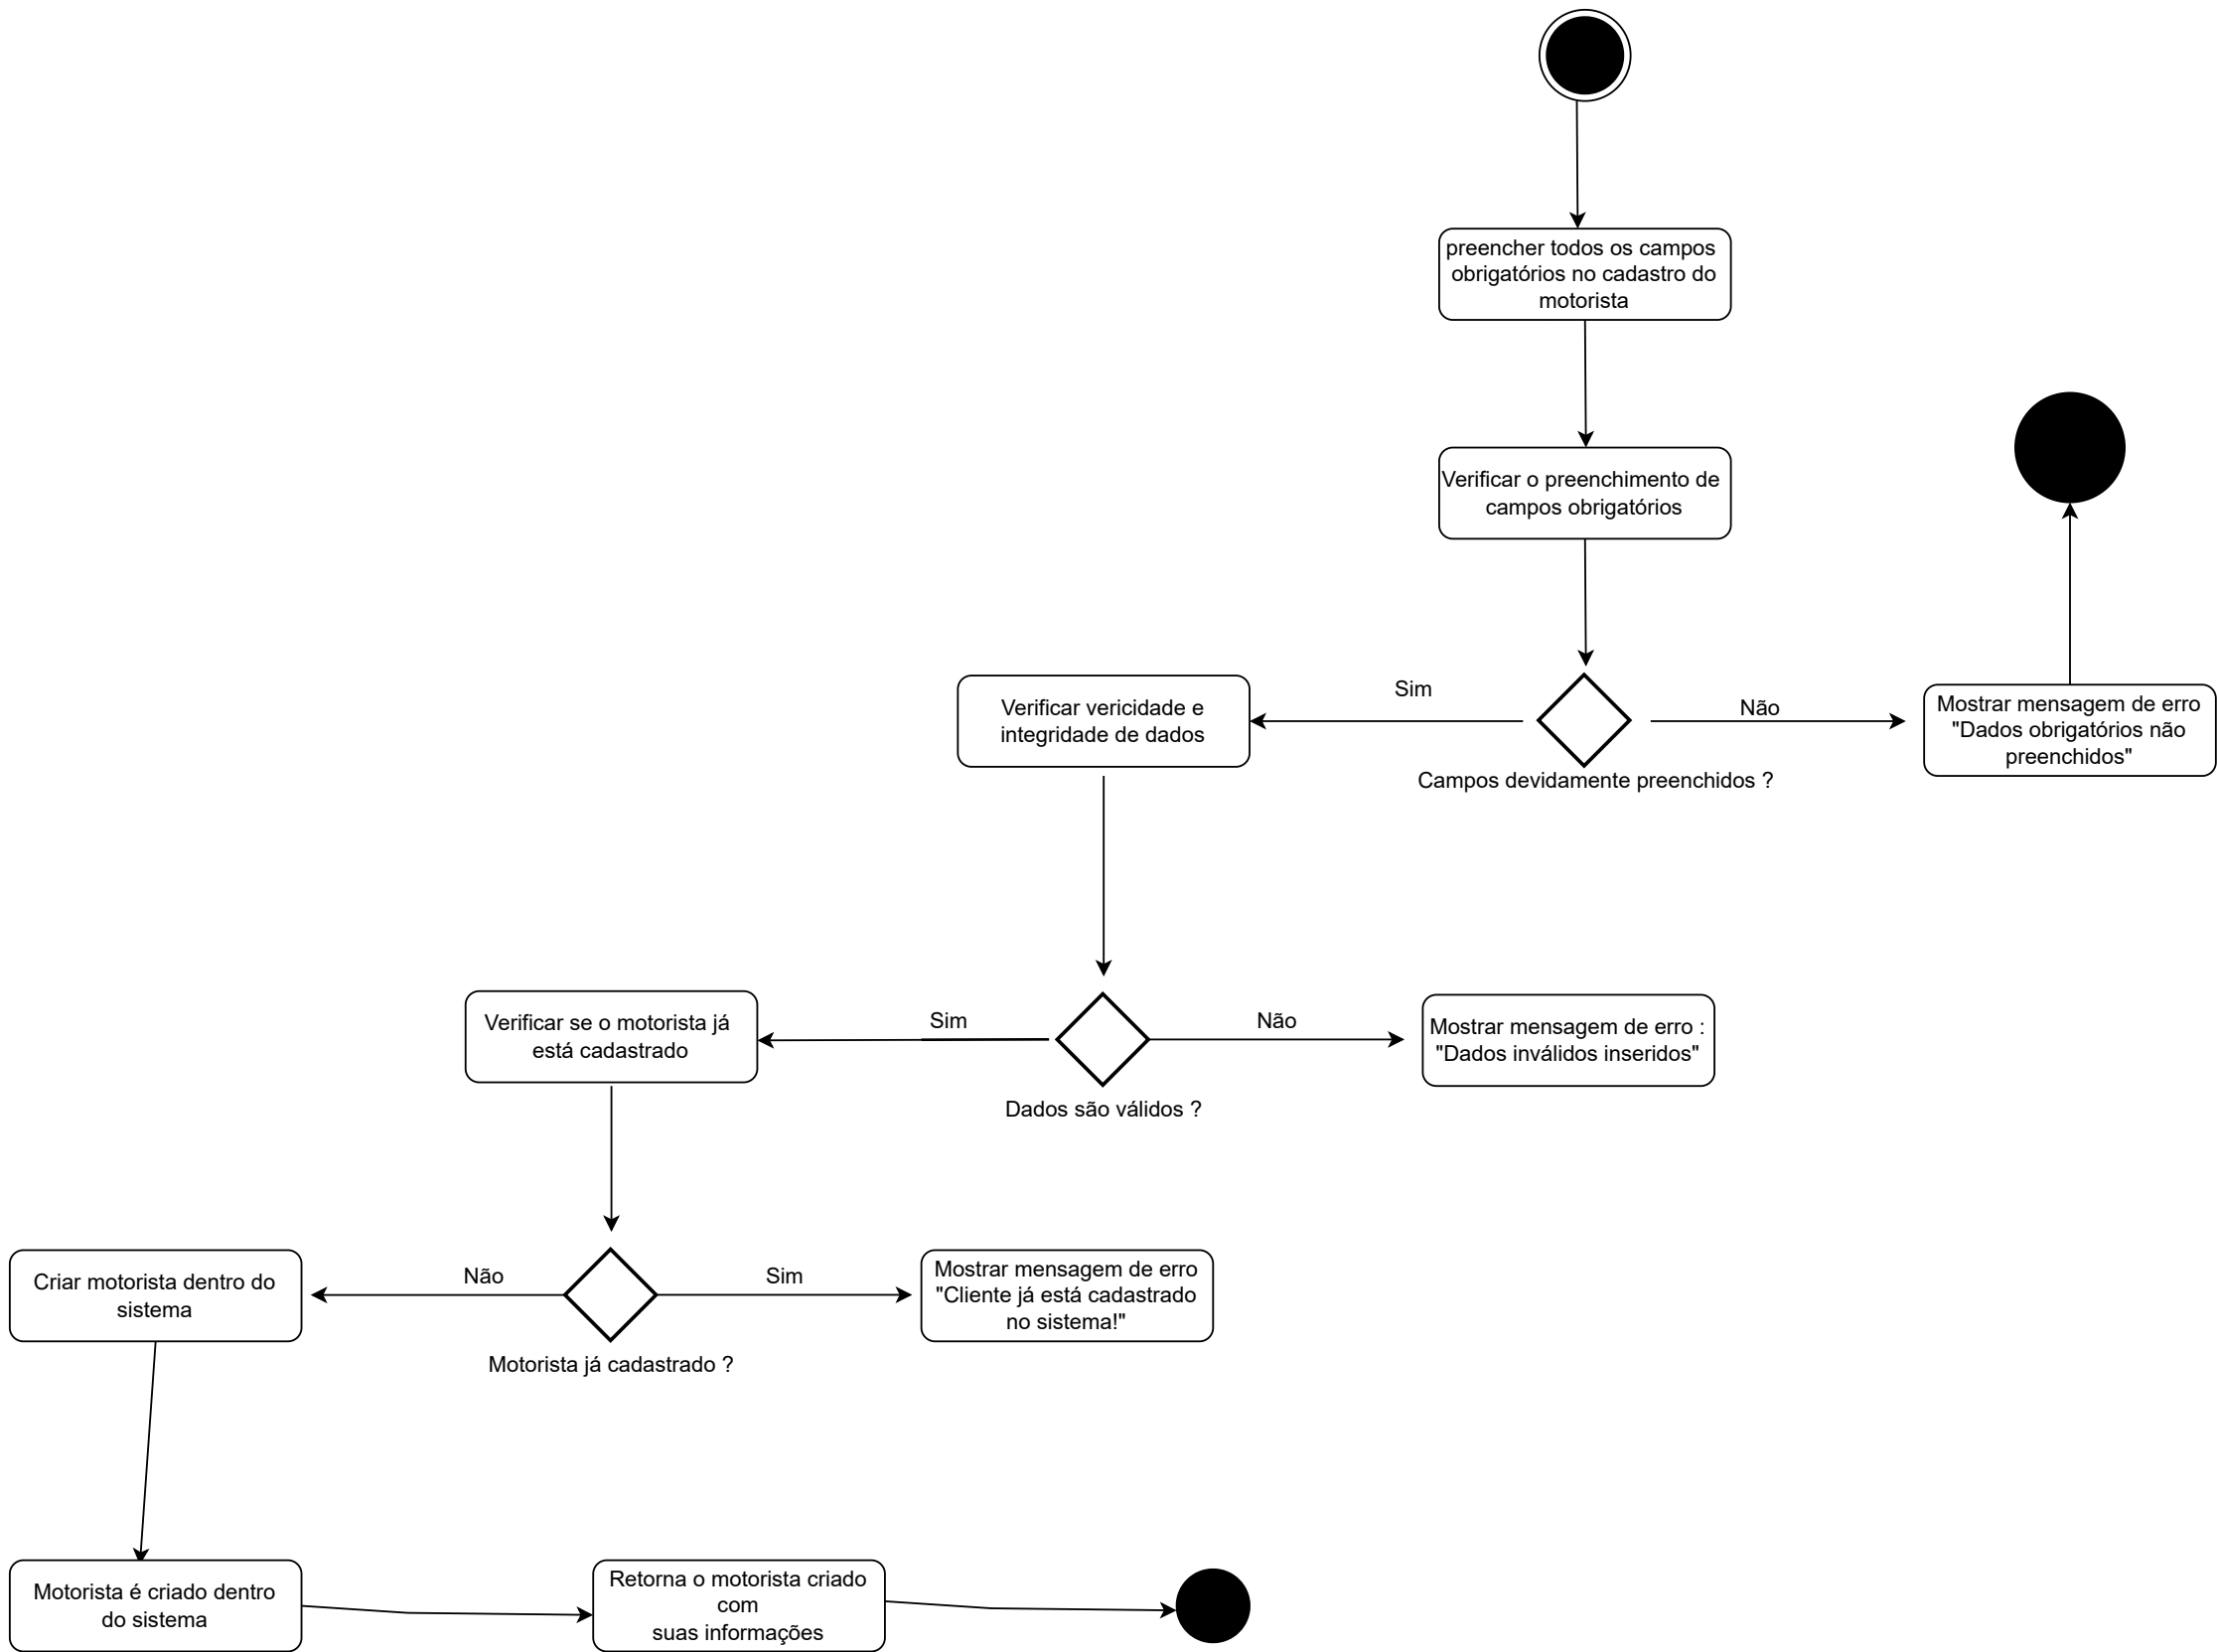 preencher todos os campos
obrigatórios no cadastro do
motorista
Verificar o preenchimento de
campos obrigatórios
Sim
Não
Campos devidamente preenchidos ?
Mostrar mensagem de erro
"Dados obrigatórios não
preenchidos"
Verificar vericidade e
integridade de dados
Sim
Não
Dados são válidos ?
Mostrar mensagem de erro :
"Dados inválidos inseridos"
Verificar se o motorista já
está cadastrado
Não
Sim
Motorista já cadastrado ?
Mostrar mensagem de erro
"Cliente já está cadastrado
no sistema!"
Criar motorista dentro do
sistema
Motorista é criado dentro
do sistema
Retorna o motorista criado
com
suas informações